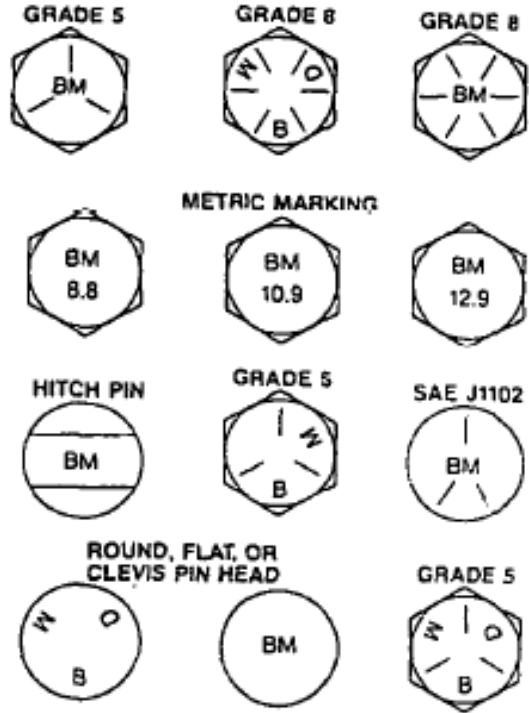 GRADE 5 GRADE 8 GRADE 8
BM
M D
B
BM
METRIC MARKING
BM
8.8
BM
10.9
BM
12.9
HITCH PIN GRADE 5 SAE J1102
BM
M
B
BM
ROUND, FLAT, OR
CLEVIS PIN HEAD
GRADE 5
M D
B
BM
M D
B